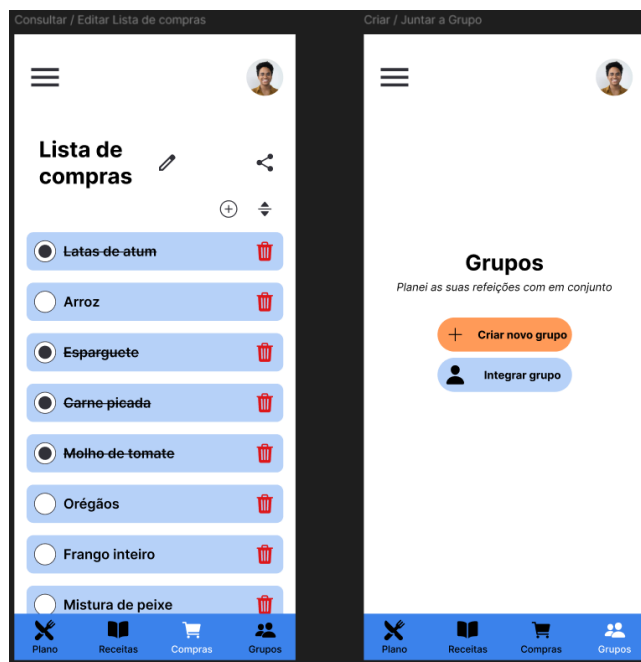 Consultar / Editar Lista de compras
Lista de
compras
Latas de atum
Arroz
Esparguete
Carne picada
Molho de tomate
Orégãos
Frango inteiro
Mistura de peixe
Plano Receitas Compras Grupos
Criar / Juntar a Grupo
Grupos
Planei as suas refeições com em conjunto
Criar novo grupo
Integrar grupo
Plano Receitas Compras Grupos